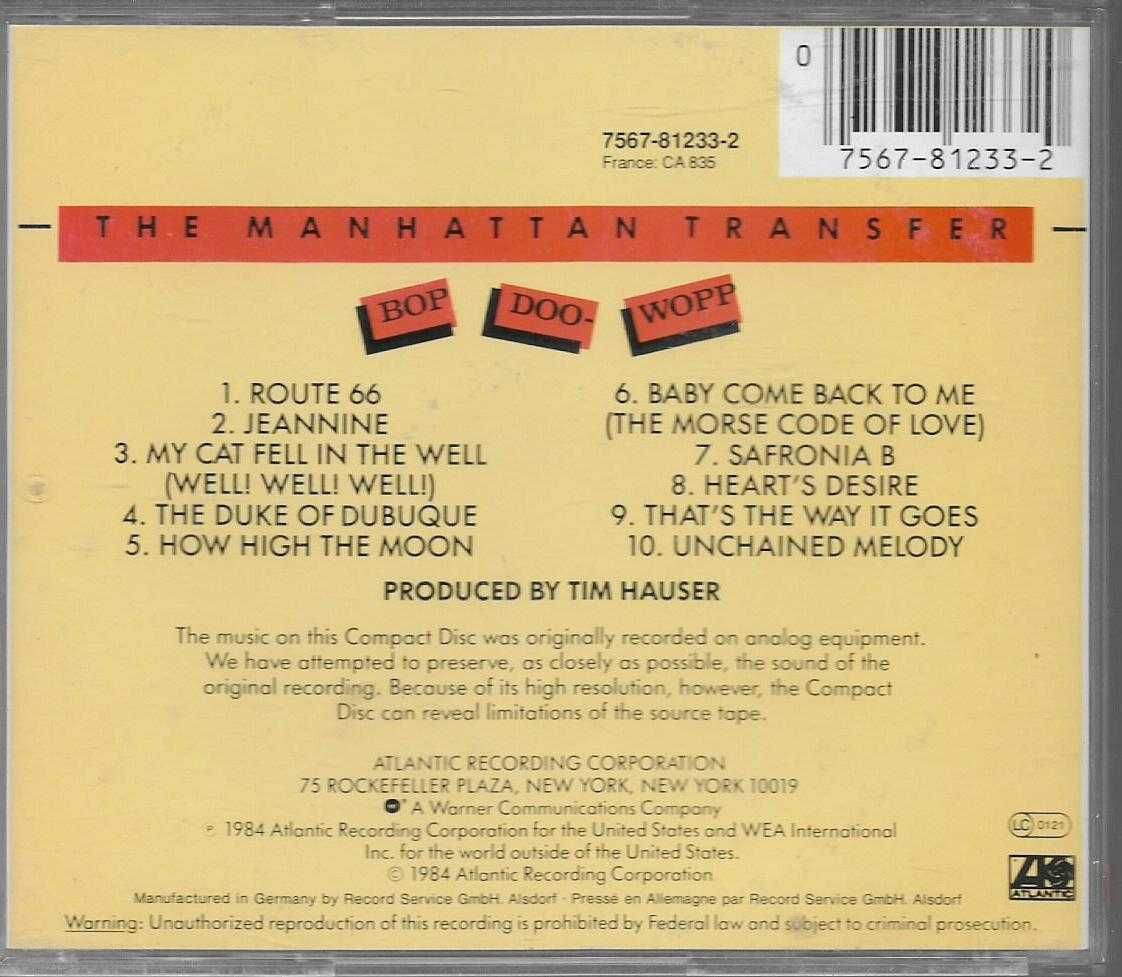 0
7567-81233-2
7567-81233-2
France: CA 835
THE MANHATTAN TRANSFER
BOP DOO-WOPP
1. ROUTE 66
2. JEANNINE
3. MY CAT FELL IN THE WELL
(WELL! WELL! WELL!)
4. THE DUKE OF DUBUQUE
5. HOW HIGH THE MOON
6. BABY COME BACK TO ME
(THE MORSE CODE OF LOVE)
7. SAFRONIA B
8. HEART'S DESIRE
9. THAT'S THE WAY IT GOES
10. UNCHAINED MELODY
PRODUCED BY TIM HAUSER
The music on this Compact Disc was originally recorded on analog equipment.
We have attempted to preserve, as closely as possible, the sound of the
original recording. Because of its high resolution, however, the Compact
Disc can reveal limitations of the source tape.
ATLANTIC RECORDING CORPORATION
75 ROCKEFELLER PLAZA, NEW YORK, NEW YORK 10019
A Warner Communications Company
℗ 1984 Atlantic Recording Corporation for the United States and WEA International
Inc. for the world outside of the United States.
© 1984 Atlantic Recording Corporation
LC 0121
ATLANTIC
Manufactured in Germany by Record Service GmbH. Alsdorf · Pressé en Allemagne par Record Service GmbH. Alsdorf
Warning: Unauthorized reproduction of this recording is prohibited by Federal law and subject to criminal prosecution.